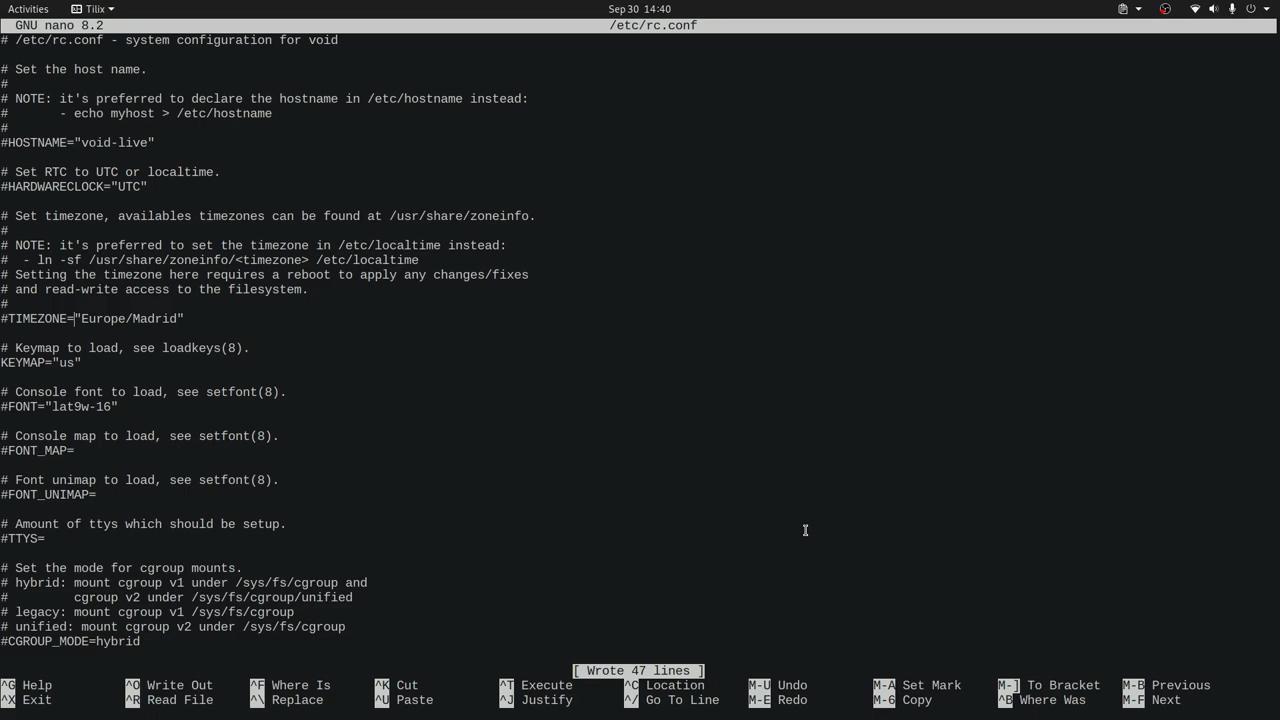 Activities Tilix Sep 30 14:40
GNU nano 8.2 /etc/rc.conf
# /etc/rc.conf - system configuration for void
# Set the host name.
#
# NOTE: it's preferred to declare the hostname in /etc/hostname instead:
#       - echo myhost > /etc/hostname
#
#HOSTNAME="void-live"
# Set RTC to UTC or localtime.
#HARDWARECLOCK="UTC"
# Set timezone, availables timezones can be found at /usr/share/zoneinfo.
#
# NOTE: it's preferred to set the timezone in /etc/localtime instead:
#  - ln -sf /usr/share/zoneinfo/<timezone> /etc/localtime
# Setting the timezone here requires a reboot to apply any changes/fixes
# and read-write access to the filesystem.
#
#TIMEZONE="Europe/Madrid"
# Keymap to load, see loadkeys(8).
KEYMAP="us"
# Console font to load, see setfont(8).
#FONT="lat9w-16"
# Console map to load, see setfont(8).
#FONT_MAP=
# Font unimap to load, see setfont(8).
#FONT_UNIMAP=
# Amount of ttys which should be setup.
#TTYS=
# Set the mode for cgroup mounts.
# hybrid: mount cgroup v1 under /sys/fs/cgroup and
#         cgroup v2 under /sys/fs/cgroup/unified
# legacy: mount cgroup v1 /sys/fs/cgroup
# unified: mount cgroup v2 under /sys/fs/cgroup
#CGROUP_MODE=hybrid
[ Wrote 47 lines ]
^G Help ^O Write Out ^F Where Is ^K Cut ^T Execute ^C Location M-U Undo M-A Set Mark M-] To Bracket M-B Previous
^X Exit ^R Read File ^\ Replace ^U Paste ^J Justify ^/ Go To Line M-E Redo M-6 Copy ^B Where Was M-F Next